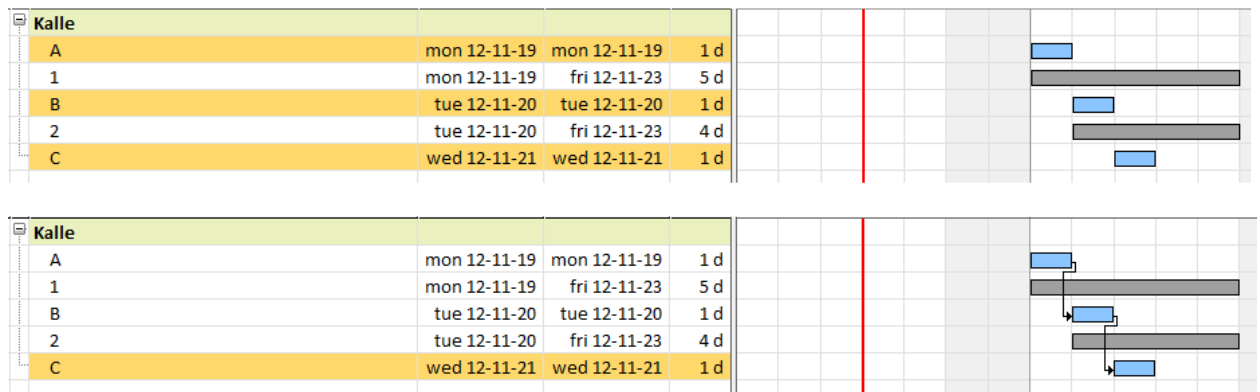 Kalle
A mon 12-11-19 mon 12-11-19 1 d
1 mon 12-11-19 fri 12-11-23 5 d
B tue 12-11-20 tue 12-11-20 1 d
2 tue 12-11-20 fri 12-11-23 4 d
C wed 12-11-21 wed 12-11-21 1 d
Kalle
A mon 12-11-19 mon 12-11-19 1 d
1 mon 12-11-19 fri 12-11-23 5 d
B tue 12-11-20 tue 12-11-20 1 d
2 tue 12-11-20 fri 12-11-23 4 d
C wed 12-11-21 wed 12-11-21 1 d